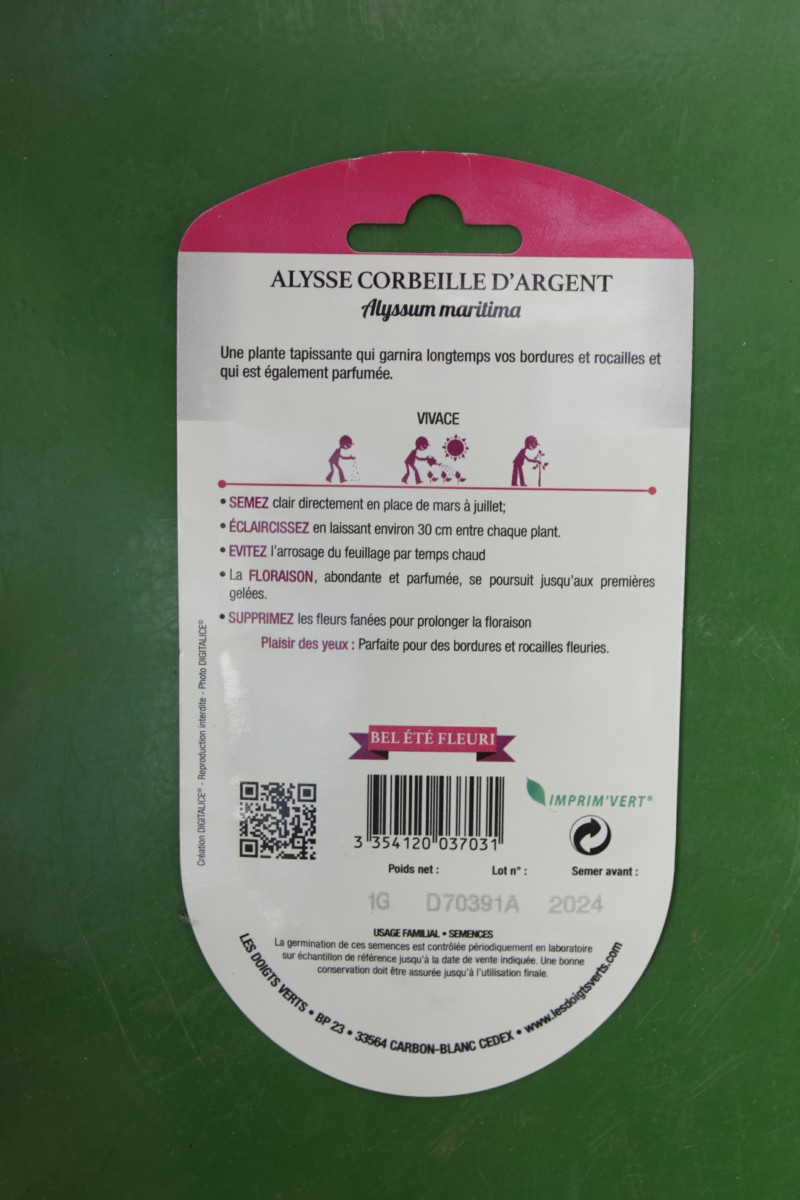 ALYSSE CORBEILLE D'ARGENT
Alyssum maritima
Une plante tapissante qui garnira longtemps vos bordures et rocailles et
qui est également parfumée.
VIVACE
• SEMEZ clair directement en place de mars à juillet;
• ÉCLAIRCISSEZ en laissant environ 30 cm entre chaque plant.
• EVITEZ l'arrosage du feuillage par temps chaud
• La FLORAISON, abondante et parfumée, se poursuit jusqu'aux premières
gelées.
• SUPPRIMEZ les fleurs fanées pour prolonger la floraison
Plaisir des yeux : Parfaite pour des bordures et rocailles fleuries.
Création DIGITALICE® - Reproduction interdite - Photo DIGITALICE®
BEL ÉTÉ FLEURI
IMPRIM'VERT®
3 354120 037031
Poids net : Lot n° : Semer avant :
1G D70391A 2024
USAGE FAMILIAL • SEMENCES
La germination de ces semences est contrôlée périodiquement en laboratoire
sur échantillon de référence jusqu'à la date de vente indiquée. Une bonne
conservation doit être assurée jusqu'à l'utilisation finale.
LES DOIGTS VERTS • BP 23 • 33564 CARBON-BLANC CEDEX • www.lesdoigtsverts.com